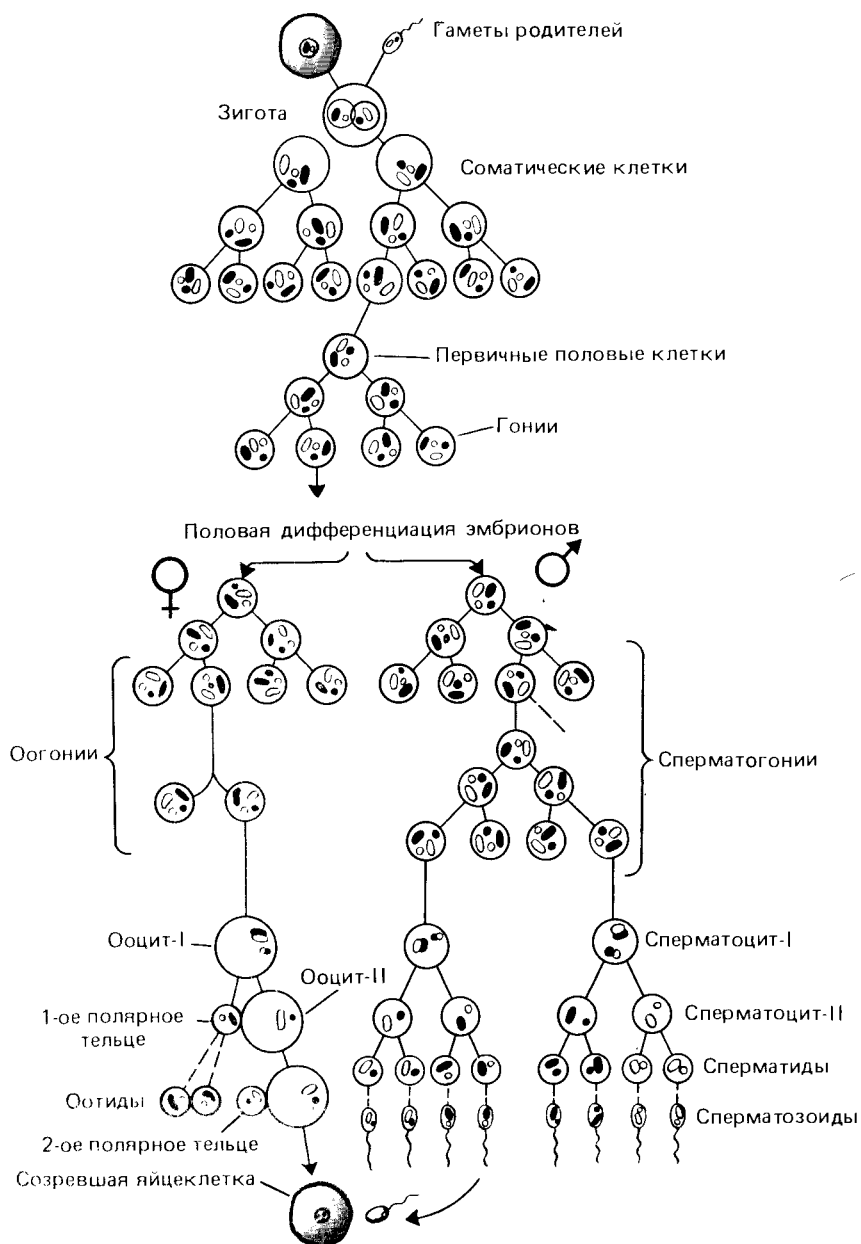 Гаметы родителей
Зигота
Соматические клетки
Первичные половые клетки
Гонии
Половая дифференциация эмбрионов
Оогонии
Сперматогонии
Ооцит-I
Сперматоцит-I
Ооцит-II
1-ое полярное
тельце
Сперматоцит-II
Сперматиды
Оотиды
Сперматозоиды
2-ое полярное тельце
Созревшая яйцеклетка